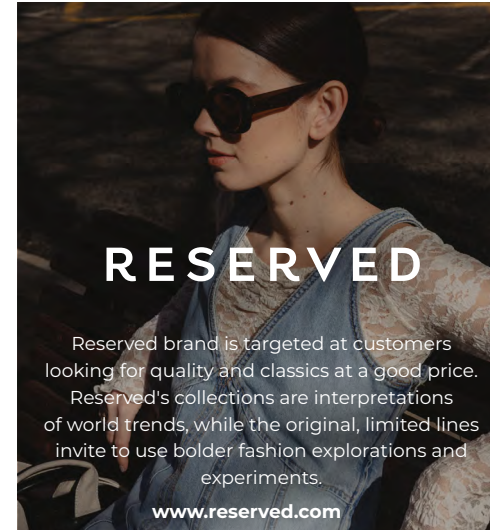 RESERVED
Reserved brand is targeted at customers
looking for quality and classics at a good price.
Reserved's collections are interpretations
of world trends, while the original, limited lines
invite to use bolder fashion explorations and
experiments.
www.reserved.com